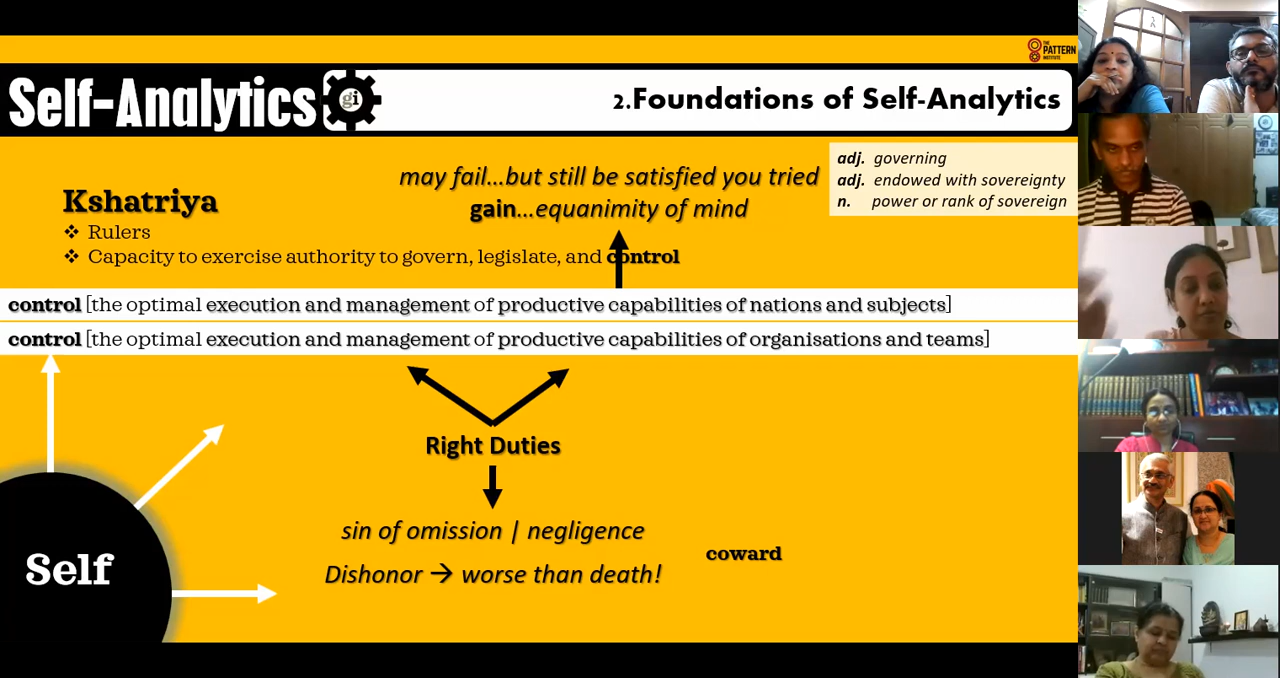 THE
PATTERN
INSTITUTE
Self-Analytics
gi
2.Foundations of Self-Analytics
adj. governing
adj. endowed with sovereignty
n. power or rank of sovereign
may fail...but still be satisfied you tried
gain...equanimity of mind
Kshatriya
❖ Rulers
❖ Capacity to exercise authority to govern, legislate, and control
control [the optimal execution and management of productive capabilities of nations and subjects]
control [the optimal execution and management of productive capabilities of organisations and teams]
Right Duties
sin of omission | negligence
Dishonor → worse than death!
coward
Self